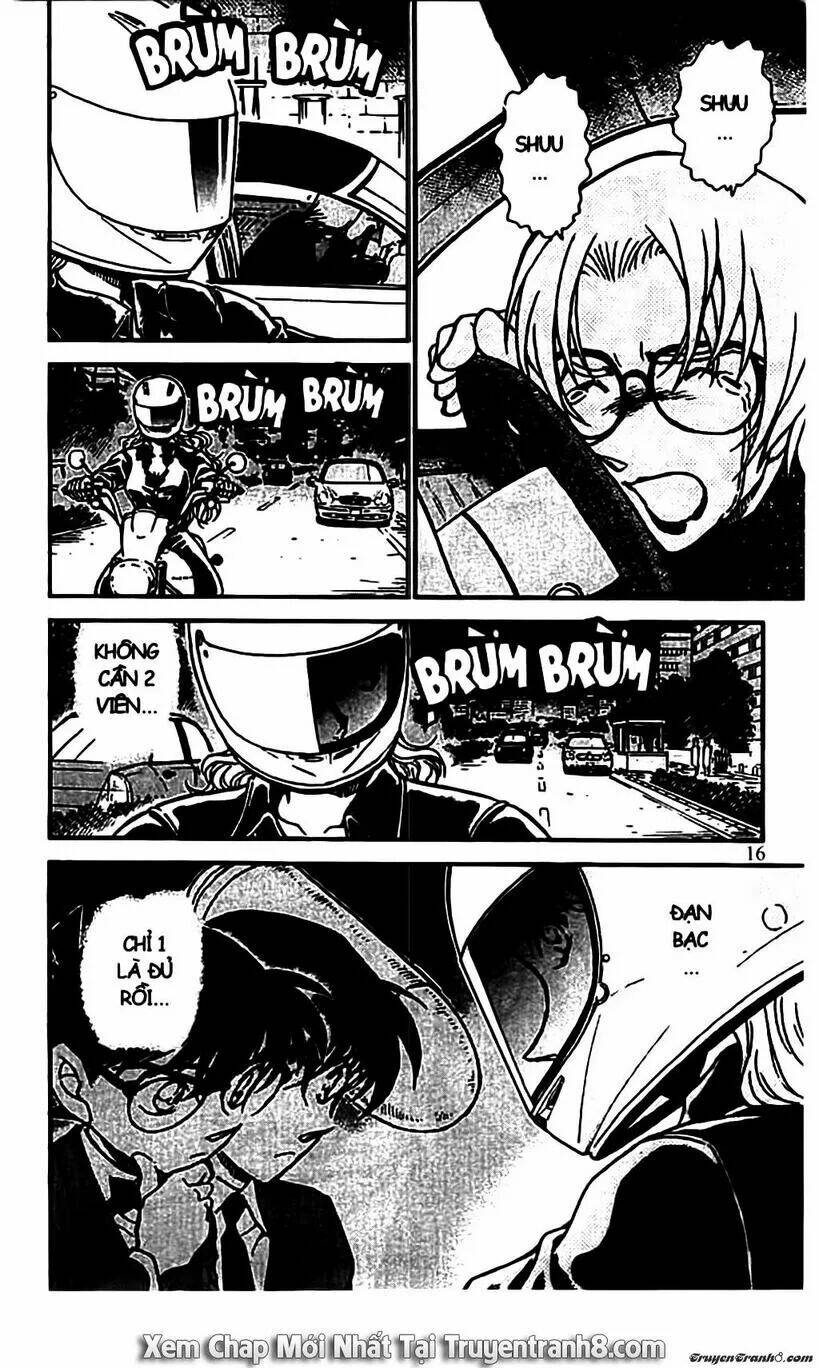 BRÙM BRÙM
SHUU
...
SHUU
...
BRÙM BRÙM
KHÔNG
CẦN 2
VIÊN...
BRÙM BRÙM
16
ĐẠN
BẠC
...
CHỈ 1
LÀ ĐỦ
RỒI...
Xem Chap Mới Nhất Tại Truyentranh8.com
TruyenTranh8.com